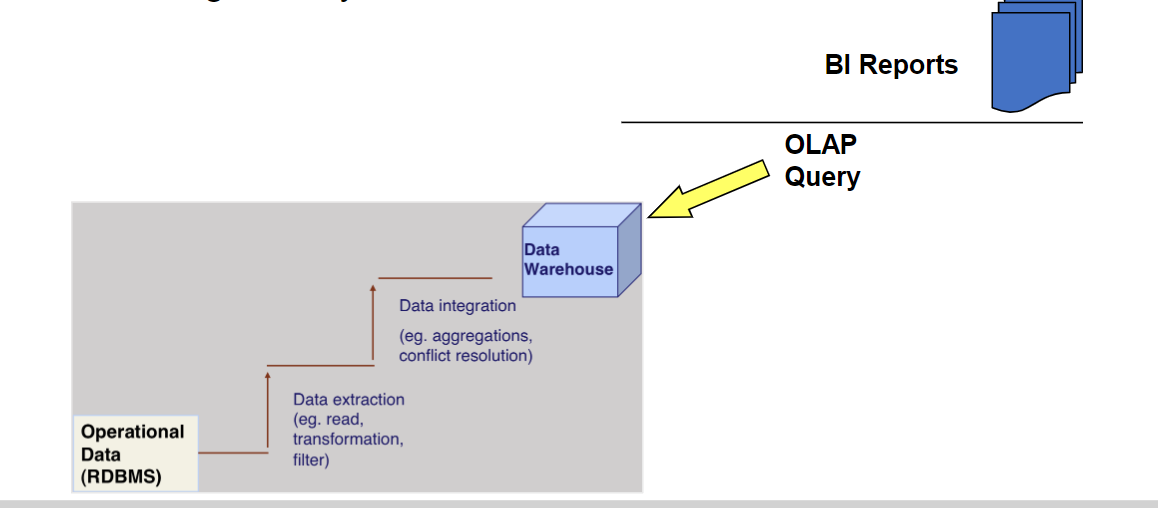 BI Reports
OLAP
Query
Data
Warehouse
Data integration
(eg. aggregations,
conflict resolution)
Data extraction
(eg. read,
transformation,
filter)
Operational
Data
(RDBMS)